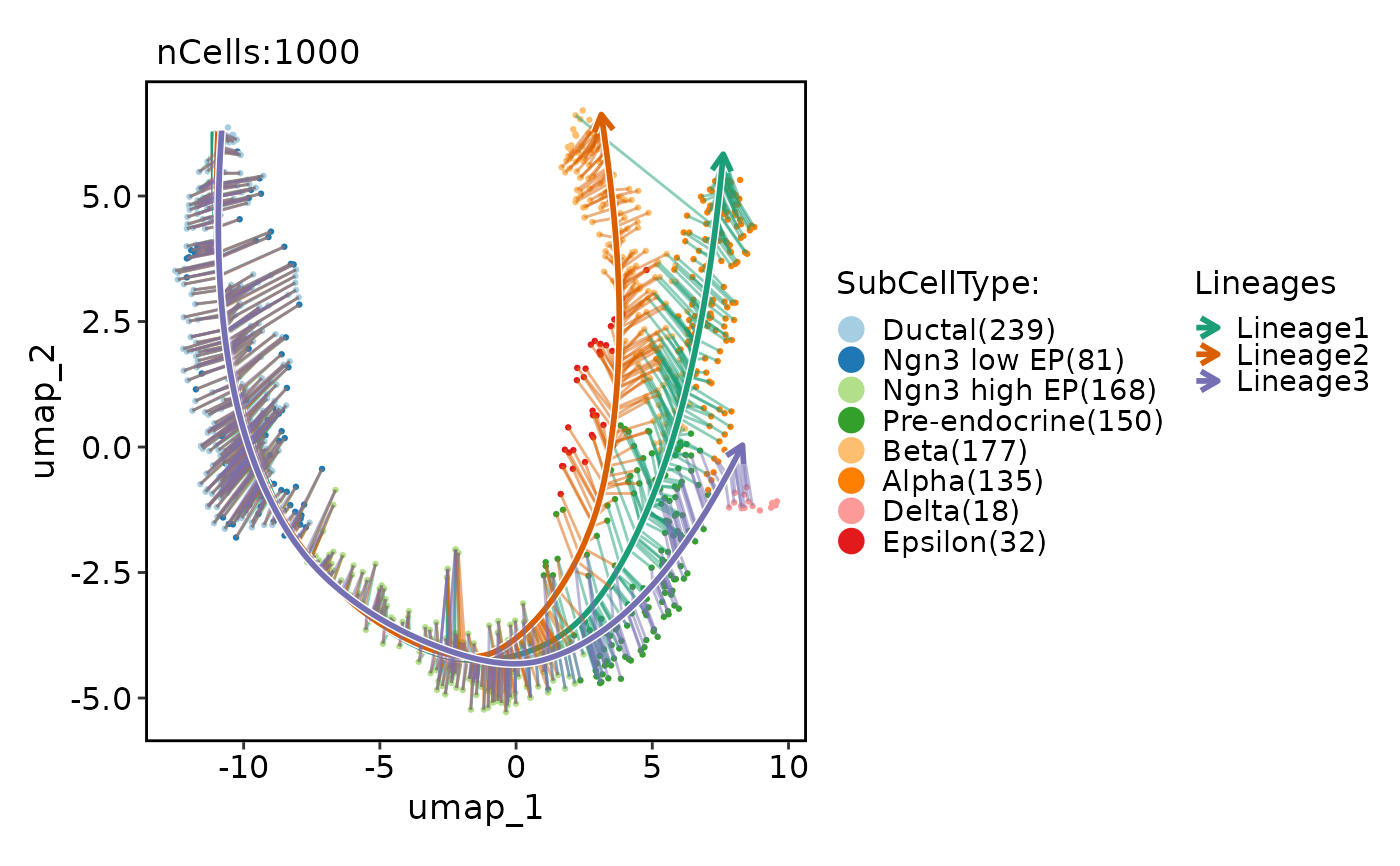 nCells:1000
5.0
2.5
0.0
-2.5
-5.0
umap_2
-10
-5
0
5
10
umap_1
SubCellType:
Ductal(239)
Ngn3 low EP(81)
Ngn3 high EP(168)
Pre-endocrine(150)
Beta(177)
Alpha(135)
Delta(18)
Epsilon(32)
Lineages
Lineage1
Lineage2
Lineage3